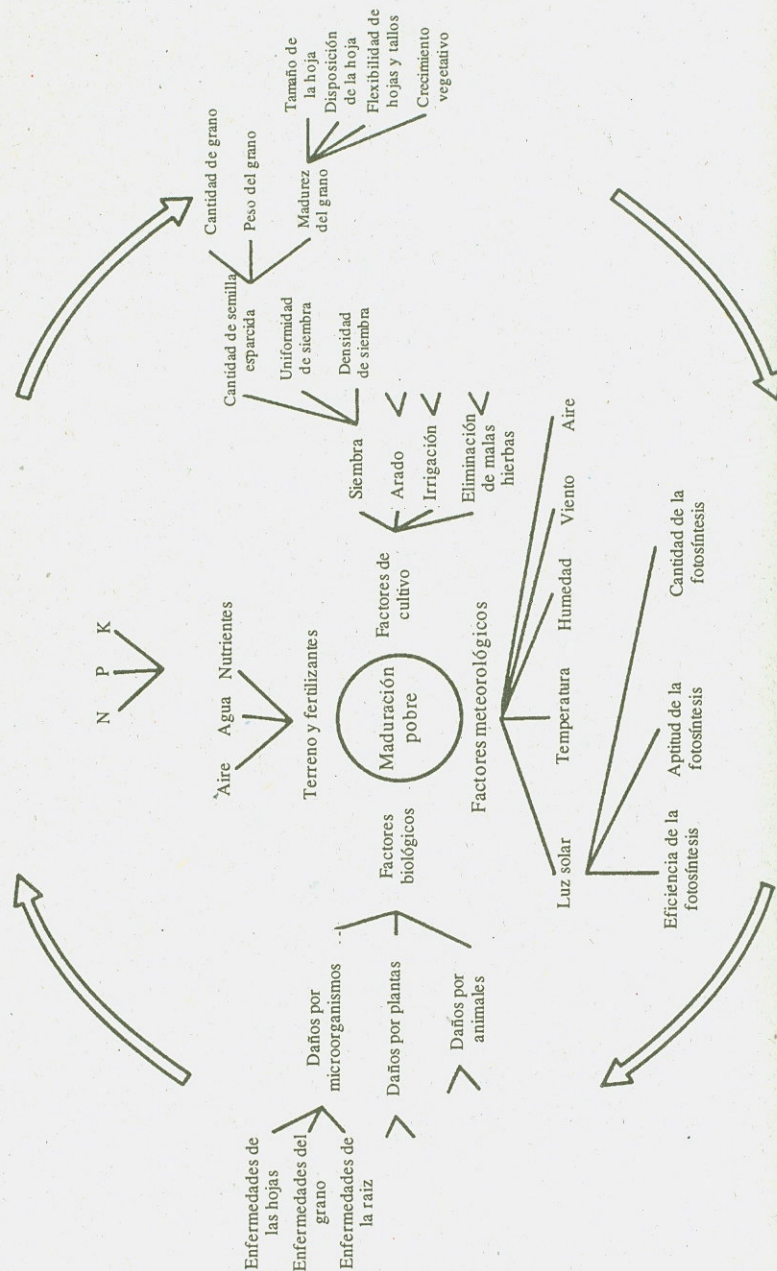 N P K
Aire Agua Nutrientes
Terreno y fertilizantes
Maduración
pobre
Factores
biológicos
Daños por
microorganismos
Enfermedades de
las hojas
Enfermedades del
grano
Enfermedades de
la raiz
Daños por plantas
Daños por
animales
Factores de
cultivo
Siembra
Arado
Irrigación
Eliminación
de malas
hierbas
Cantidad de semilla
esparcida
Uniformidad
de siembra
Densidad
de siembra
Cantidad de grano
Peso del grano
Madurez
del grano
Tamaño de
la hoja
Disposición
de la hoja
Flexibilidad de
hojas y tallos
Crecimiento
vegetativo
Factores meteorológicos
Luz solar
Temperatura
Humedad
Viento
Aire
Eficiencia de la
fotosíntesis
Aptitud de la
fotosíntesis
Cantidad de la
fotosíntesis